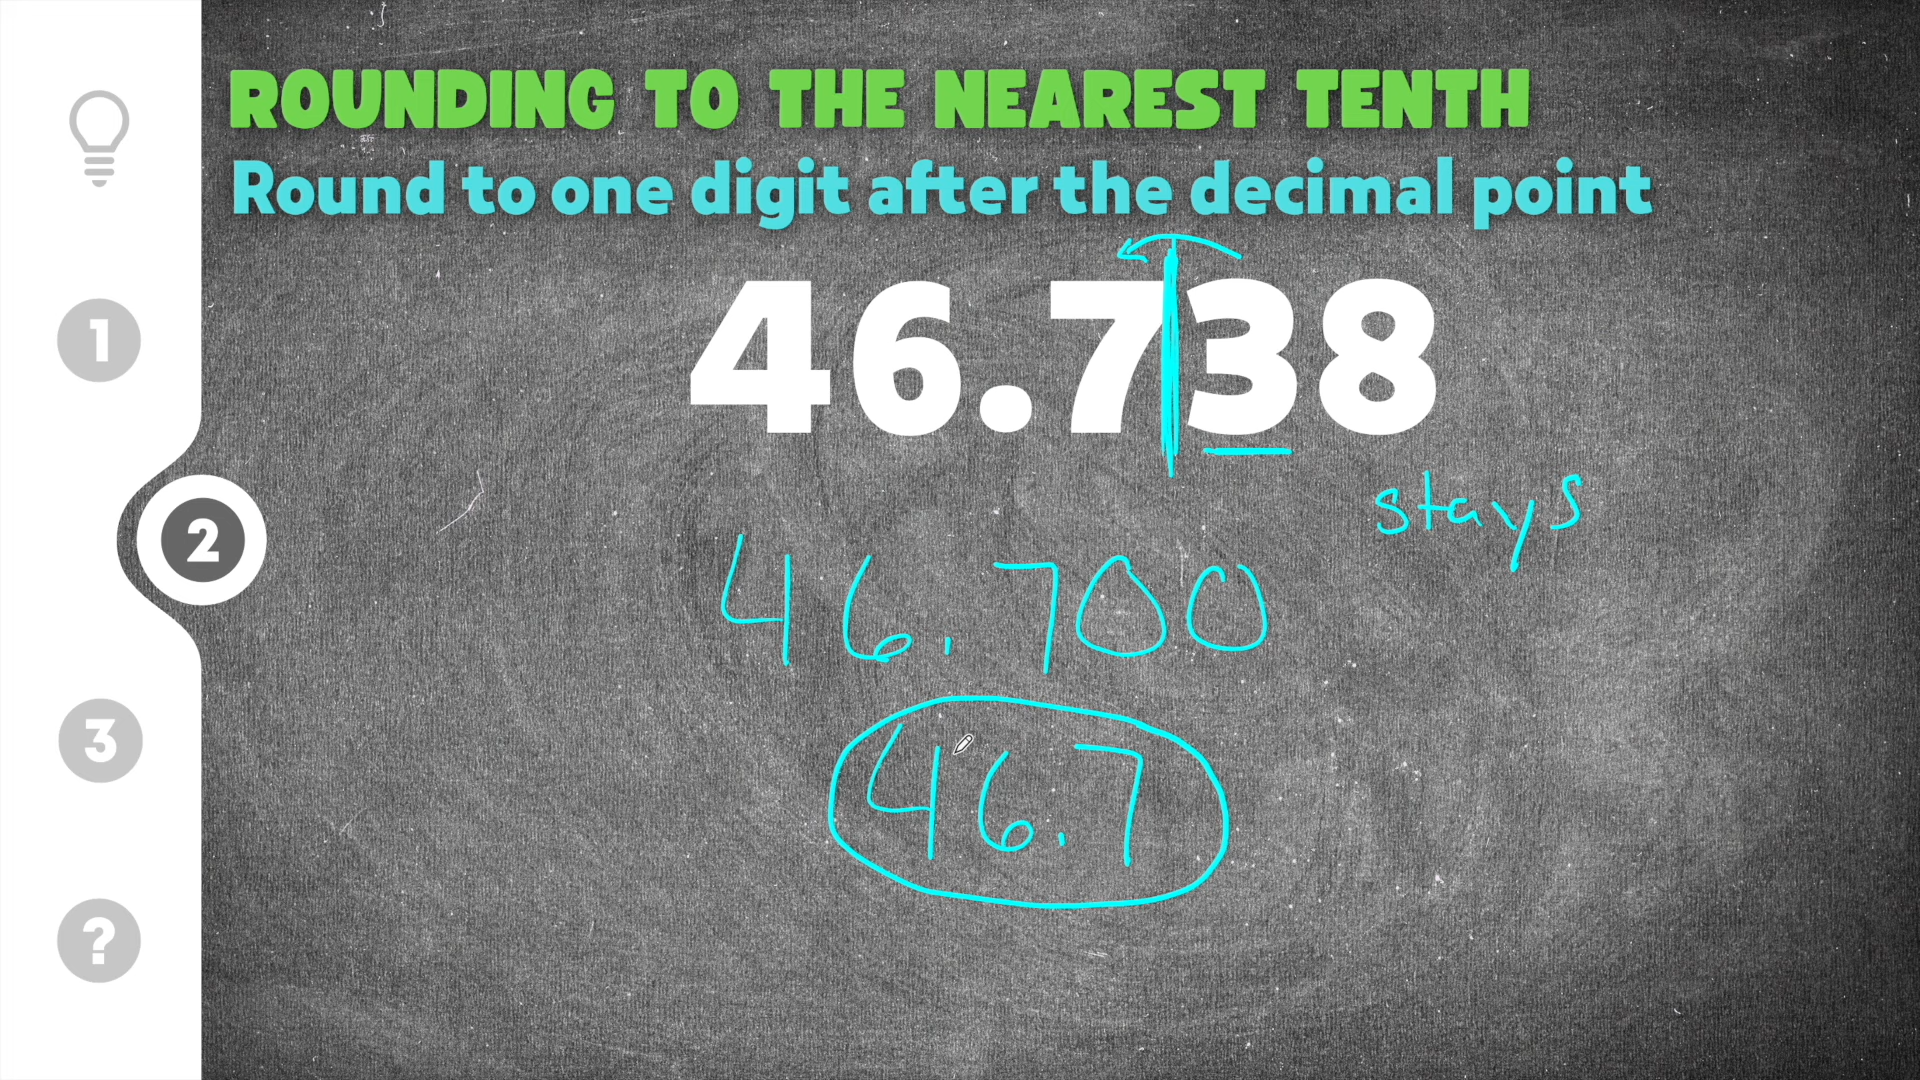 ROUNDING TO THE NEAREST TENTH
Round to one digit after the decimal point
46.738
1
stays
2
46.700
3
46.7
?